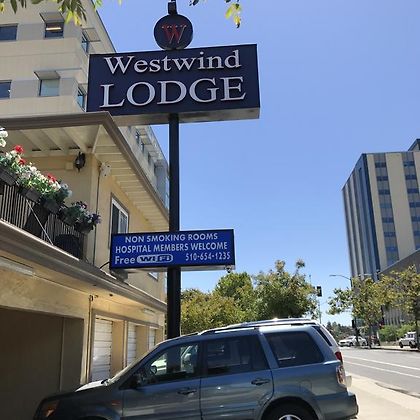 W
Westwind
LODGE
NON SMOKING ROOMS
HOSPITAL MEMBERS WELCOME
Free WiFi 510-654-1235